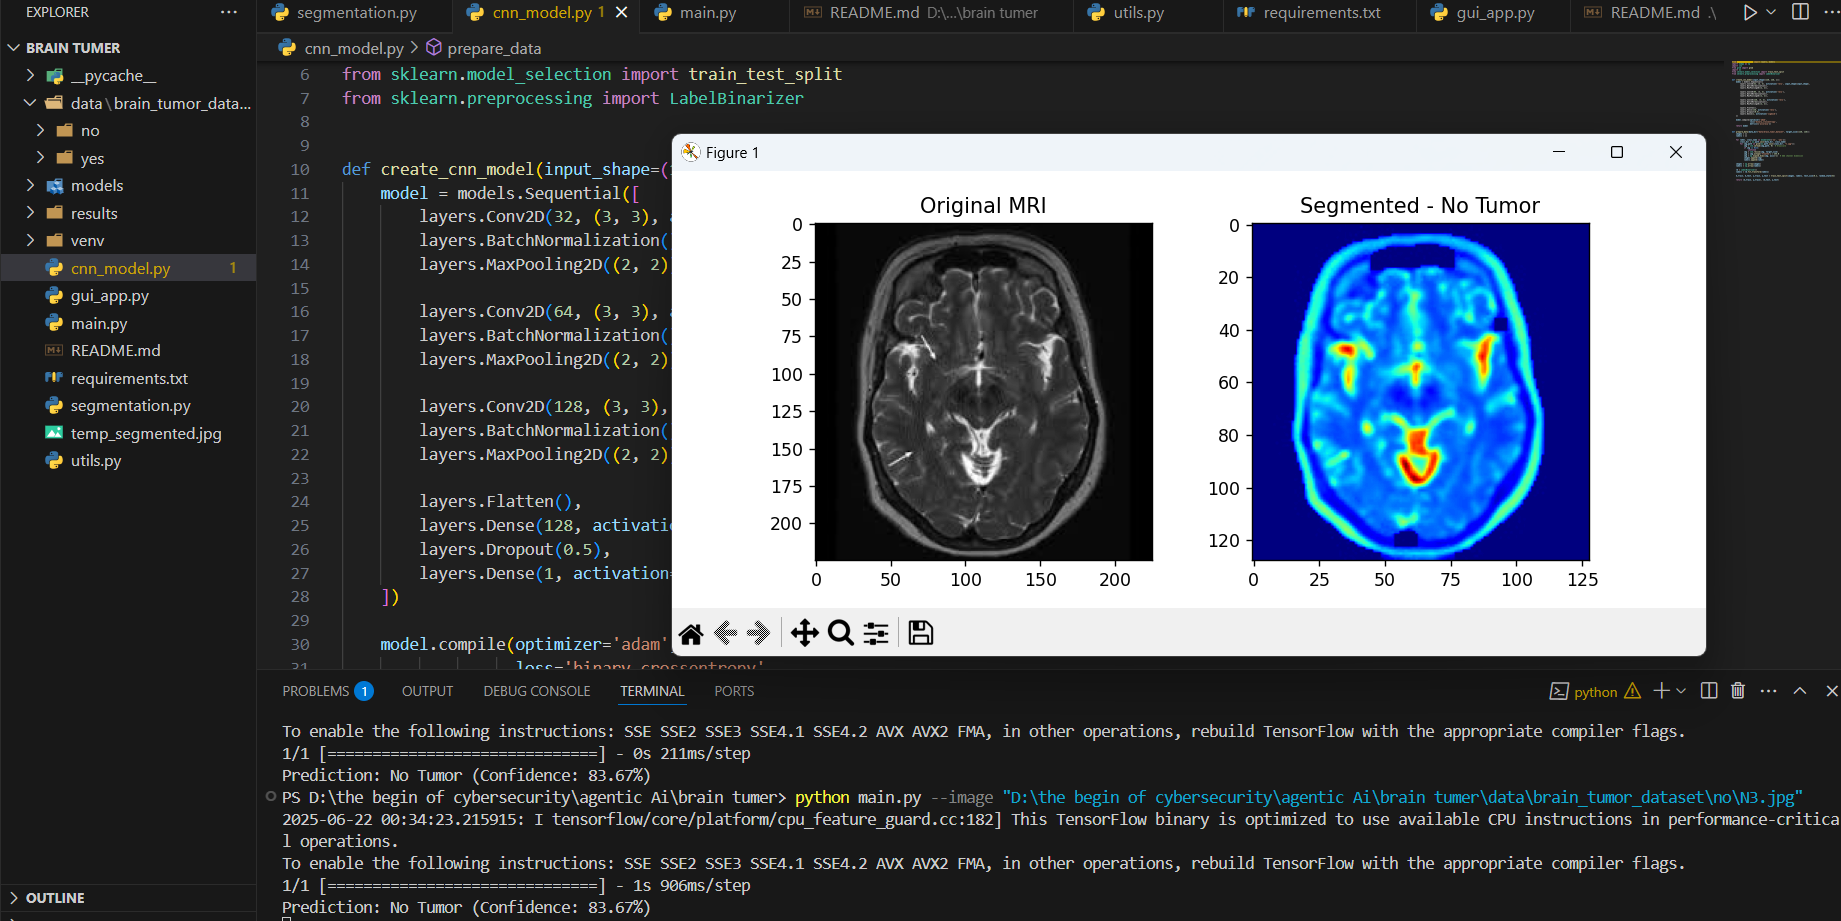 EXPLORER
BRAIN TUMER
__pycache__
data\brain_tumor_data...
no
yes
models
results
venv
cnn_model.py 1
gui_app.py
main.py
README.md
requirements.txt
segmentation.py
temp_segmented.jpg
utils.py
OUTLINE
segmentation.py
cnn_model.py 1
main.py
README.md D:\...\brain tumer
utils.py
requirements.txt
gui_app.py
README.md .\
cnn_model.py > prepare_data
6 from sklearn.model_selection import train_test_split
7 from sklearn.preprocessing import LabelBinarizer
8
9
10 def create_cnn_model(input_shape=(
11 model = models.Sequential([
12 layers.Conv2D(32, (3, 3),
13 layers.BatchNormalization(
14 layers.MaxPooling2D((2, 2)
15
16 layers.Conv2D(64, (3, 3),
17 layers.BatchNormalization(
18 layers.MaxPooling2D((2, 2)
19
20 layers.Conv2D(128, (3, 3),
21 layers.BatchNormalization(
22 layers.MaxPooling2D((2, 2)
23
24 layers.Flatten(),
25 layers.Dense(128, activati
26 layers.Dropout(0.5),
27 layers.Dense(1, activation
28 ])
29
30 model.compile(optimizer='adam'
31 loss='binary_crossentropy'
Figure 1
Original MRI
0
25
50
75
100
125
150
175
200
0 50 100 150 200
Segmented - No Tumor
0
20
40
60
80
100
120
0 25 50 75 100 125
PROBLEMS 1 OUTPUT DEBUG CONSOLE TERMINAL PORTS
python
To enable the following instructions: SSE SSE2 SSE3 SSE4.1 SSE4.2 AVX AVX2 FMA, in other operations, rebuild TensorFlow with the appropriate compiler flags.
1/1 [==============================] - 0s 211ms/step
Prediction: No Tumor (Confidence: 83.67%)
PS D:\the begin of cybersecurity\agentic Ai\brain tumer> python main.py --image "D:\the begin of cybersecurity\agentic Ai\brain tumer\data\brain_tumor_dataset\no\N3.jpg"
2025-06-22 00:34:23.215915: I tensorflow/core/platform/cpu_feature_guard.cc:182] This TensorFlow binary is optimized to use available CPU instructions in performance-critica
l operations.
To enable the following instructions: SSE SSE2 SSE3 SSE4.1 SSE4.2 AVX AVX2 FMA, in other operations, rebuild TensorFlow with the appropriate compiler flags.
1/1 [==============================] - 1s 906ms/step
Prediction: No Tumor (Confidence: 83.67%)